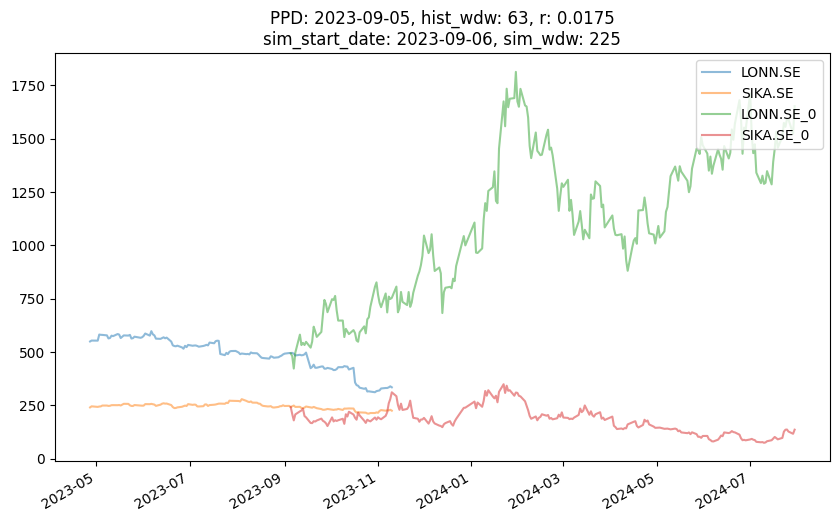 PPD: 2023-09-05, hist_wdw: 63, r: 0.0175
sim_start_date: 2023-09-06, sim_wdw: 225
LONN.SE
SIKA.SE
LONN.SE_0
SIKA.SE_0
1750
1500
1250
1000
750
500
250
0
2023-05
2023-07
2023-09
2023-11
2024-01
2024-03
2024-05
2024-07